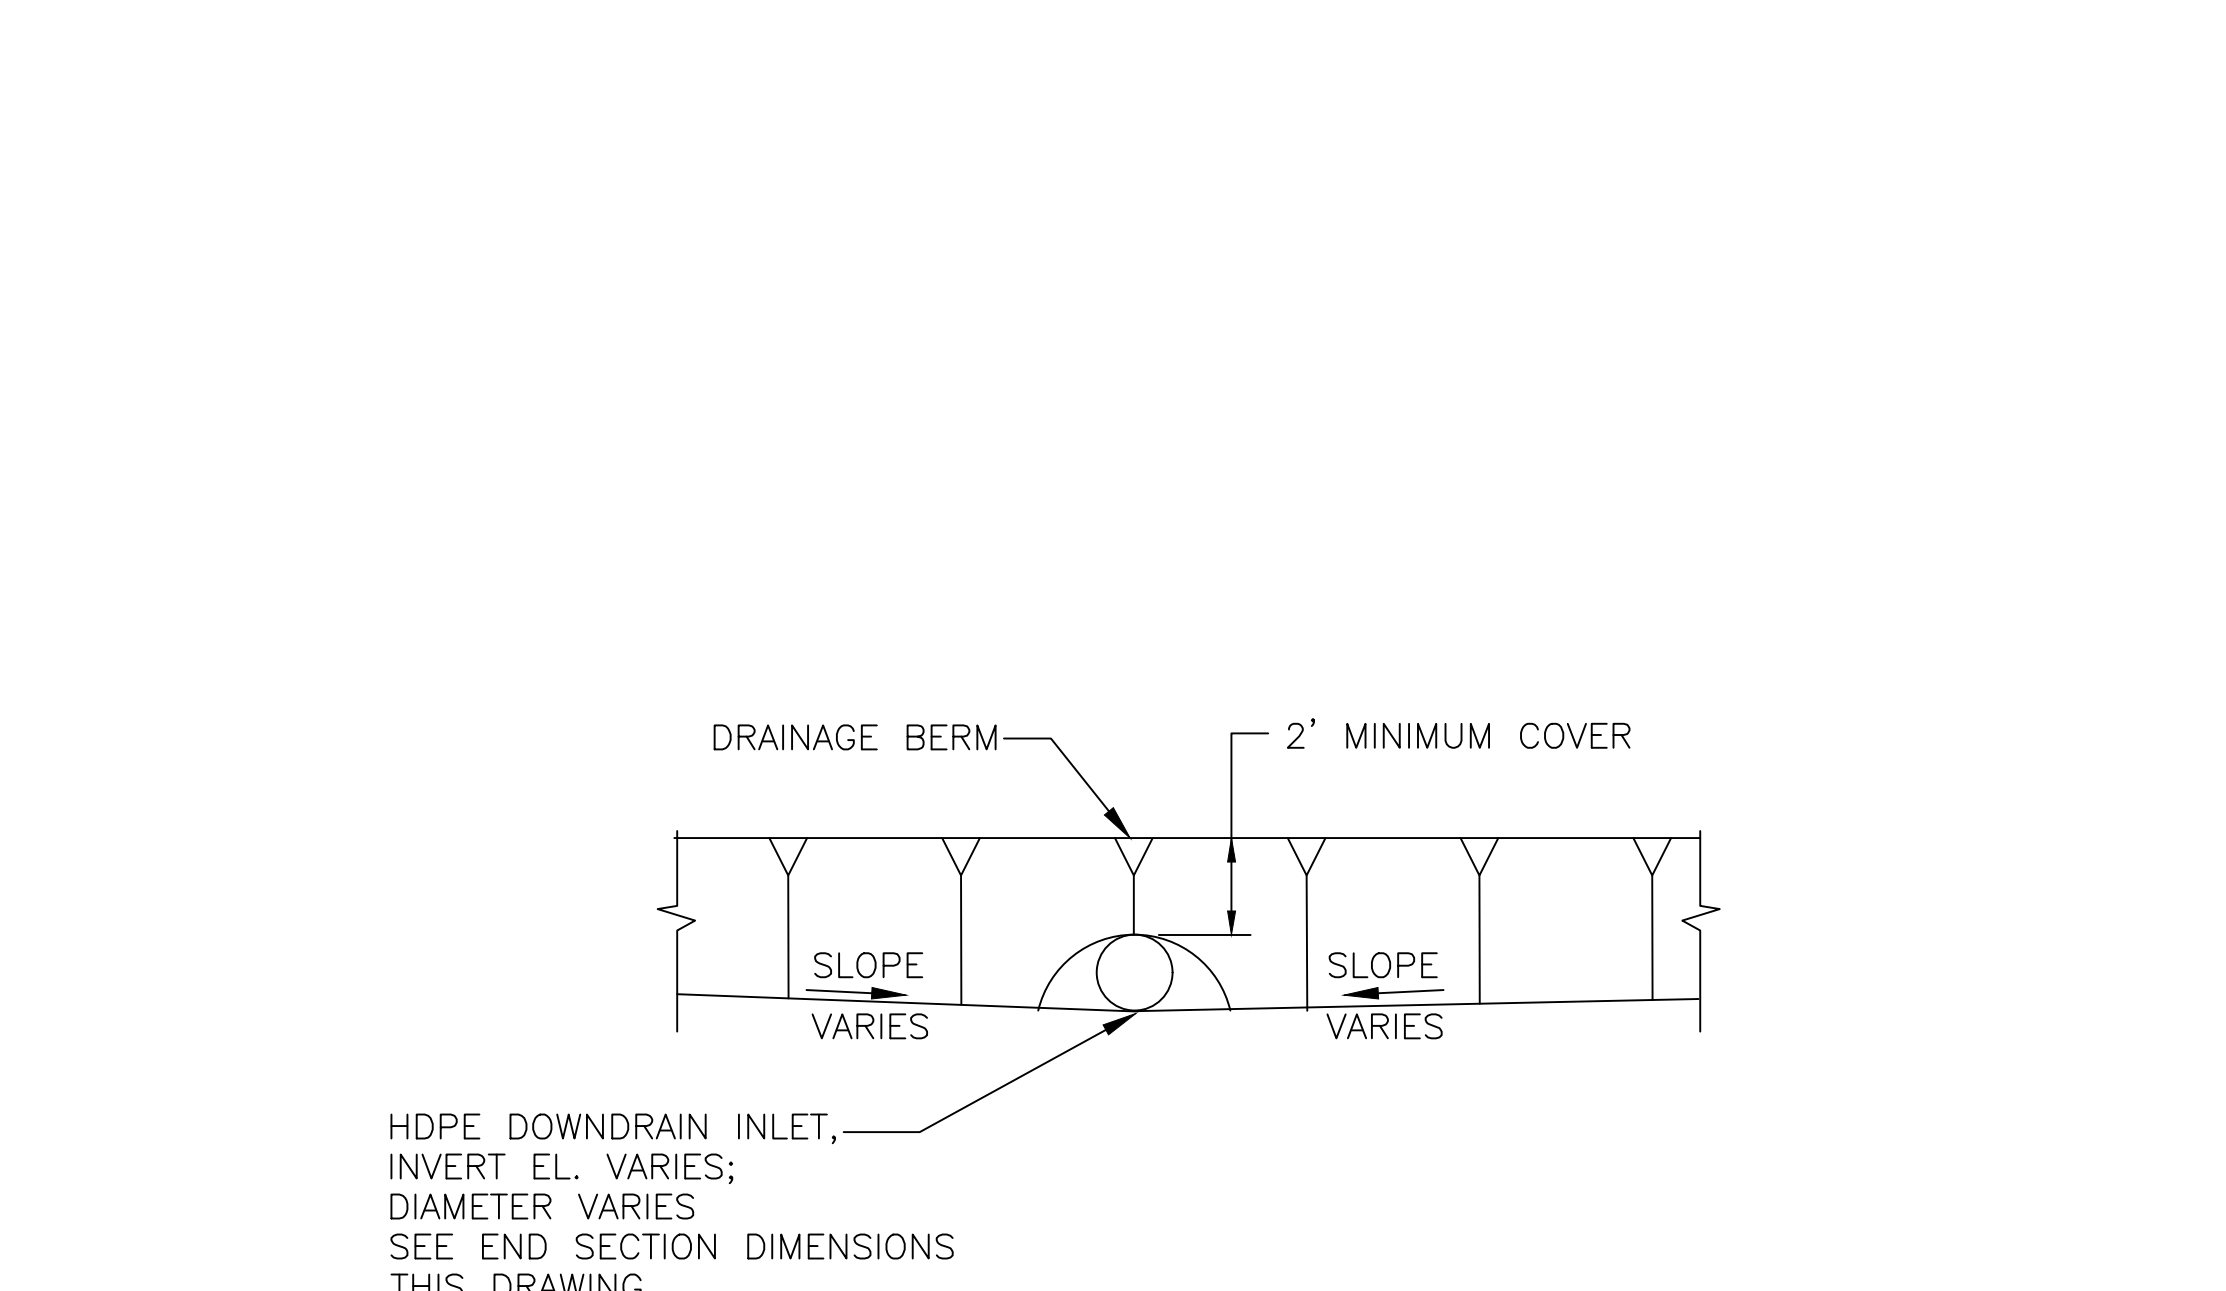 DRAINAGE BERM
2' MINIMUM COVER
SLOPE
VARIES
SLOPE
VARIES
HDPE DOWNDRAIN INLET,
INVERT EL. VARIES;
DIAMETER VARIES
SEE END SECTION DIMENSIONS
THIS DRAWING